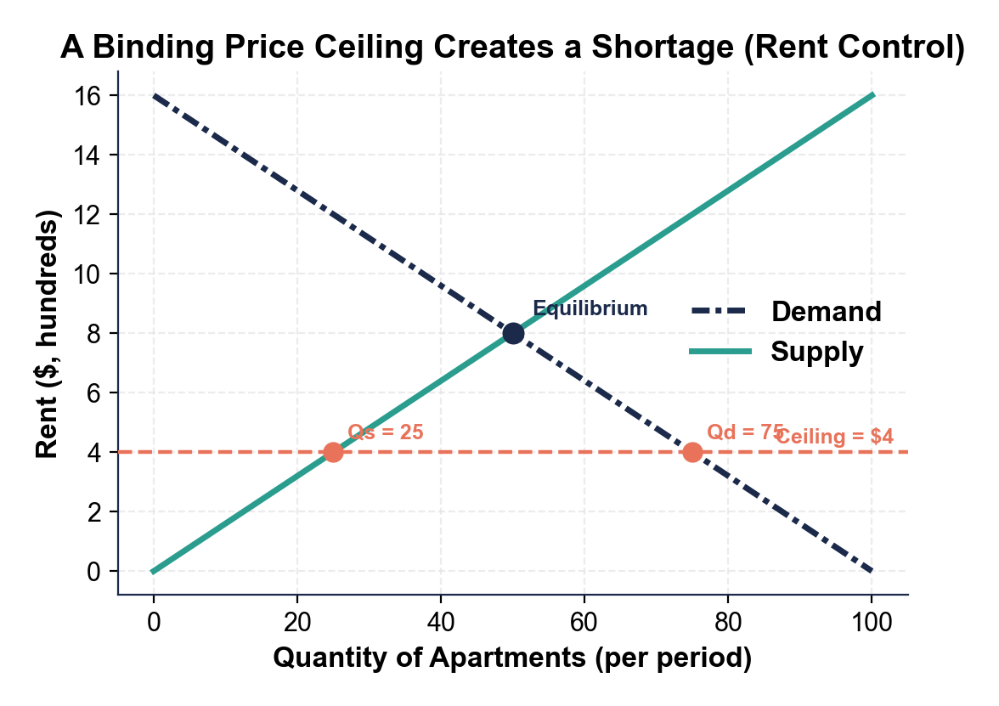 A Binding Price Ceiling Creates a Shortage (Rent Control)
Rent ($, hundreds)
16
14
12
10
8
6
4
2
0
Equilibrium
Demand
Supply
Qs = 25
Qd = 75
Ceiling = $4
0
20
40
60
80
100
Quantity of Apartments (per period)